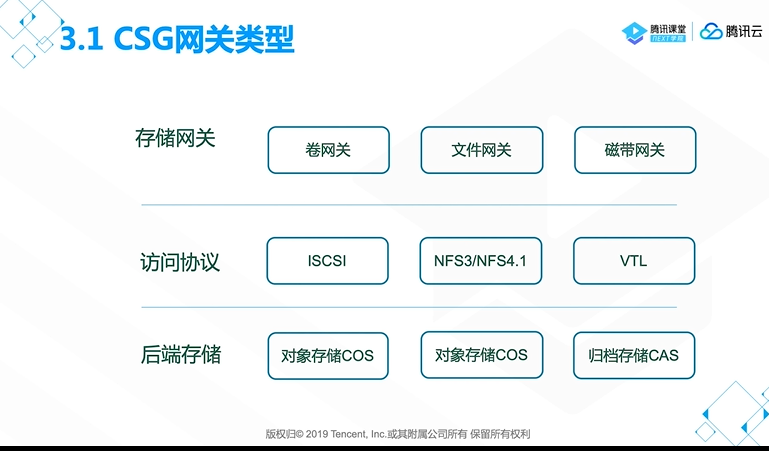 3.1 CSG网关类型
腾讯课堂
NEXT学院
腾讯云
存储网关
卷网关
文件网关
磁带网关
访问协议
ISCSI
NFS3/NFS4.1
VTL
后端存储
对象存储COS
对象存储COS
归档存储CAS
版权归© 2019 Tencent, Inc.或其附属公司所有 保留所有权利